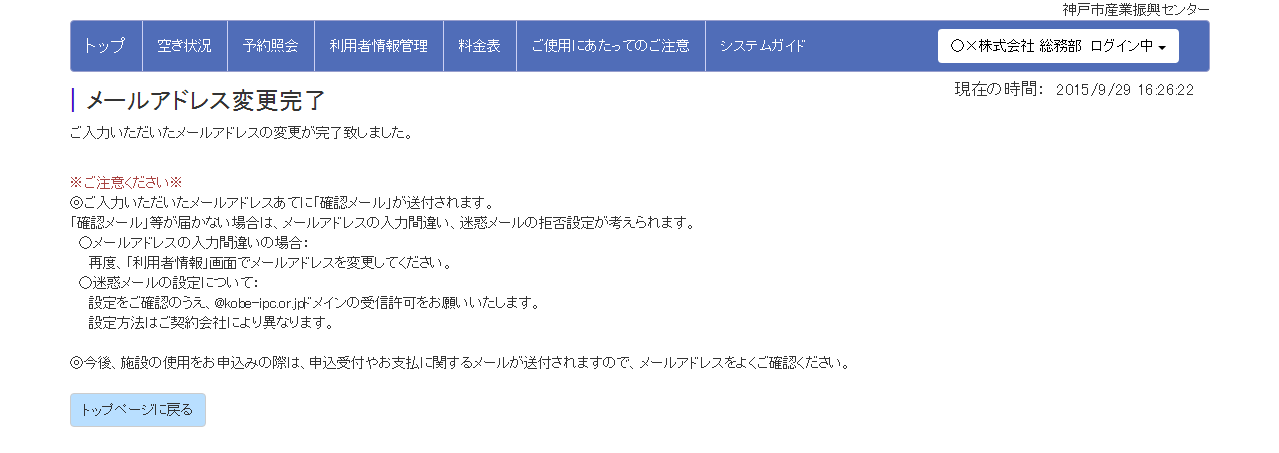 神戸市産業振興センター
トップ 空き状況 予約照会 利用者情報管理 料金表 ご使用にあたってのご注意 システムガイド 〇×株式会社 総務部 ログイン中
現在の時間： 2015/9/29 16:26:22
メールアドレス変更完了
ご入力いただいたメールアドレスの変更が完了致しました。
※ご注意ください※
◎ご入力いただいたメールアドレスあてに「確認メール」が送付されます。
「確認メール」等が届かない場合は、メールアドレスの入力間違い、迷惑メールの拒否設定が考えられます。
〇メールアドレスの入力間違いの場合：
再度、「利用者情報」画面でメールアドレスを変更してください。
〇迷惑メールの設定について：
設定をご確認のうえ、@kobe-ipc.or.jpドメインの受信許可をお願いいたします。
設定方法はご契約会社により異なります。
◎今後、施設の使用をお申込みの際は、申込受付やお支払に関するメールが送付されますので、メールアドレスをよくご確認ください。
トップページに戻る